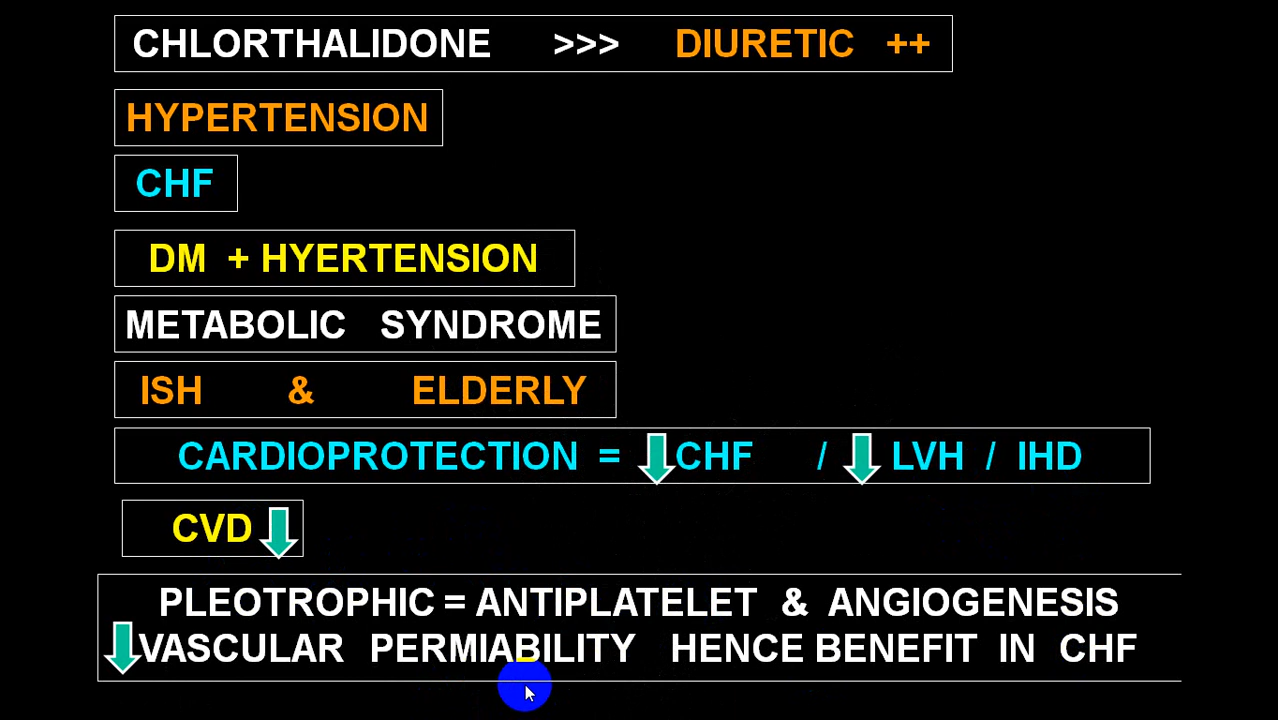 CHLORTHALIDONE >>> DIURETIC ++
HYPERTENSION
CHF
DM + HYERTENSION
METABOLIC SYNDROME
ISH & ELDERLY
CARDIOPROTECTION = CHF / LVH / IHD
CVD
PLEOTROPHIC = ANTIPLATELET & ANGIOGENESIS
VASCULAR PERMIABILITY HENCE BENEFIT IN CHF